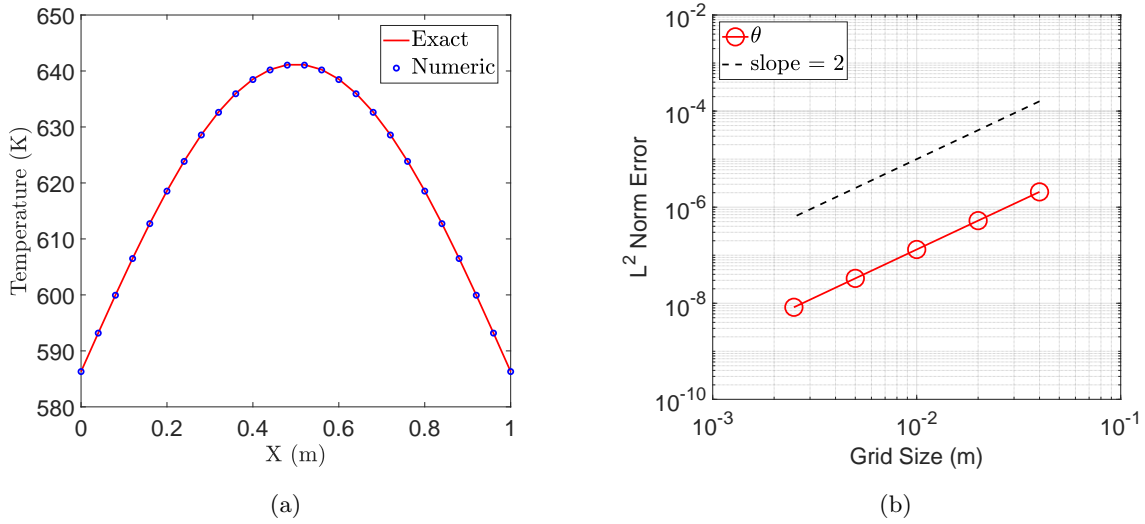 650
640
630
620
610
600
590
580
Temperature (K)
0
0.2
0.4
0.6
0.8
1
X (m)
Exact
Numeric
(a)
10^-2
10^-4
10^-6
10^-8
10^-10
L^2 Norm Error
10^-3
10^-2
10^-1
Grid Size (m)
θ
slope = 2
(b)